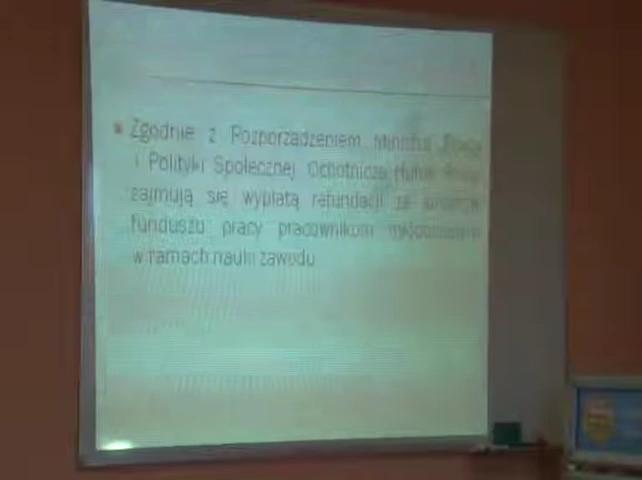 Zgodnie z Rozporządzeniem Ministra Pracy
i Polityki Społecznej Ochotnicze Hufce Pracy
zajmują się wypłatą refundacji ze
funduszu pracy pracownikom młodocianym
w ramach nauki zawodu